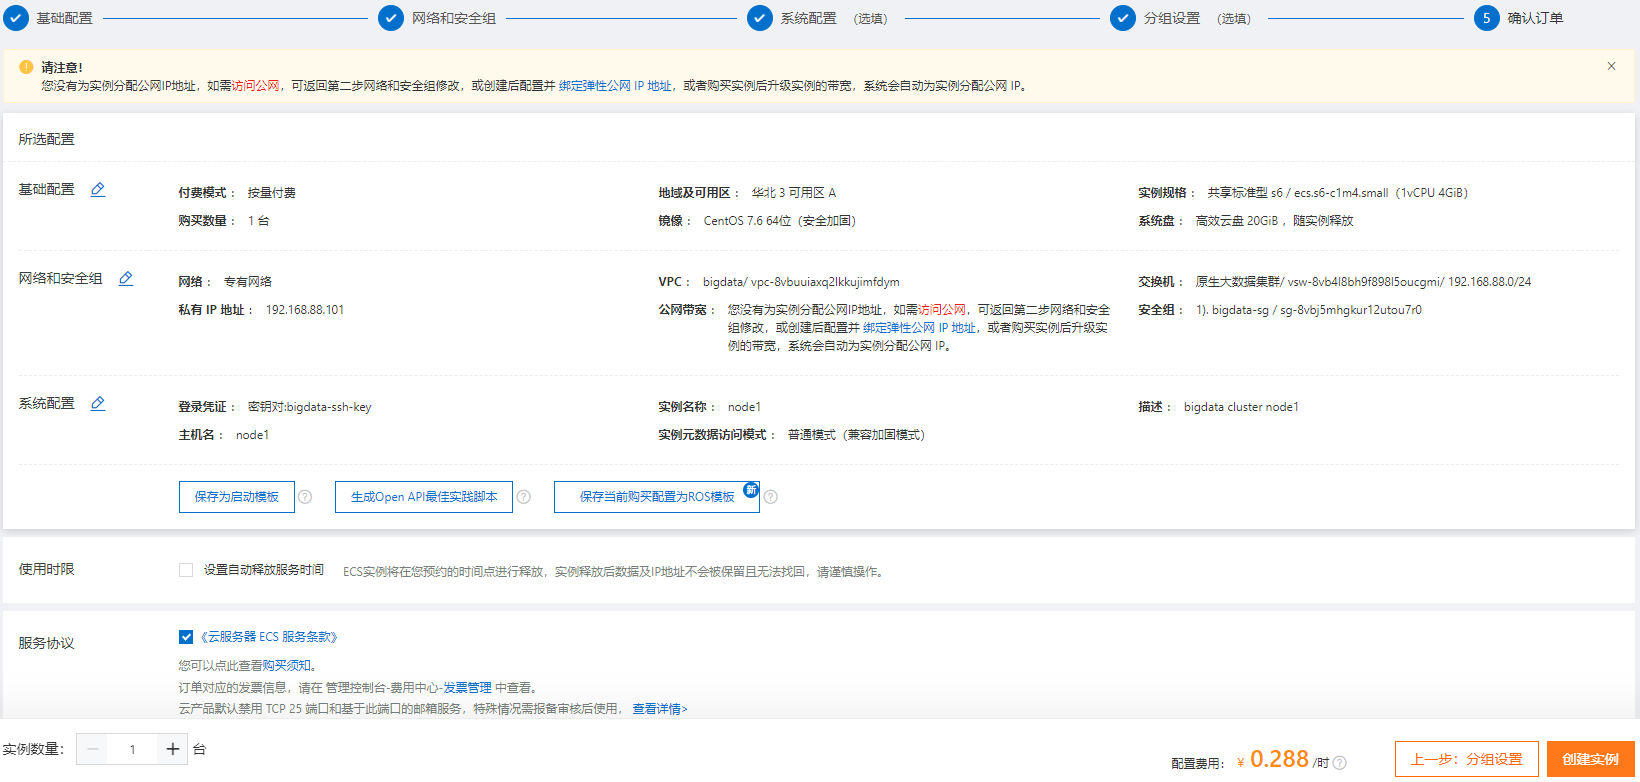 基础配置 网络和安全组 系统配置 (选填) 分组设置 (选填) 5 确认订单
请注意!
您没有为实例分配公网IP地址，如需访问公网，可返回第二步网络和安全组修改，或创建后配置并 绑定弹性公网 IP 地址，或者购买实例后升级实例的带宽，系统会自动为实例分配公网 IP。
所选配置
基础配置 付费模式： 按量付费 地域及可用区： 华北 3 可用区 A 实例规格： 共享标准型 s6 / ecs.s6-c1m4.small（1vCPU 4GiB）
购买数量： 1 台 镜像： CentOS 7.6 64位（安全加固） 系统盘： 高效云盘 20GiB ，随实例释放
网络和安全组 网络： 专有网络 VPC： bigdata/ vpc-8vbuuiaxq2lkkujimfdym 交换机： 原生大数据集群/ vsw-8vb4l8bh9f898l5oucgmi/ 192.168.88.0/24
私有 IP 地址： 192.168.88.101 公网带宽： 您没有为实例分配公网IP地址，如需访问公网，可返回第二步网络和安全 安全组： 1). bigdata-sg / sg-8vbj5mhgkur12utou7r0
组修改，或创建后配置并 绑定弹性公网 IP 地址，或者购买实例后升级实
例的带宽，系统会自动为实例分配公网 IP。
系统配置 登录凭证： 密钥对:bigdata-ssh-key 实例名称： node1 描述： bigdata cluster node1
主机名： node1 实例元数据访问模式： 普通模式（兼容加固模式）
保存为启动模板 ? 生成Open API最佳实践脚本 ? 保存当前购买配置为ROS模板 新 ?
使用时限 设置自动释放服务时间 ECS实例将在您预约的时间点进行释放，实例释放后数据及IP地址不会被保留且无法找回，请谨慎操作。
服务协议 《云服务器 ECS 服务条款》
您可以点此查看购买须知。
订单对应的发票信息，请在 管理控制台-费用中心-发票管理 中查看。
云产品默认禁用 TCP 25 端口和基于此端口的邮箱服务，特殊情况需报备审核后使用， 查看详情>
实例数量: 1 台 配置费用: ¥ 0.288 /时 ? 上一步：分组设置 创建实例